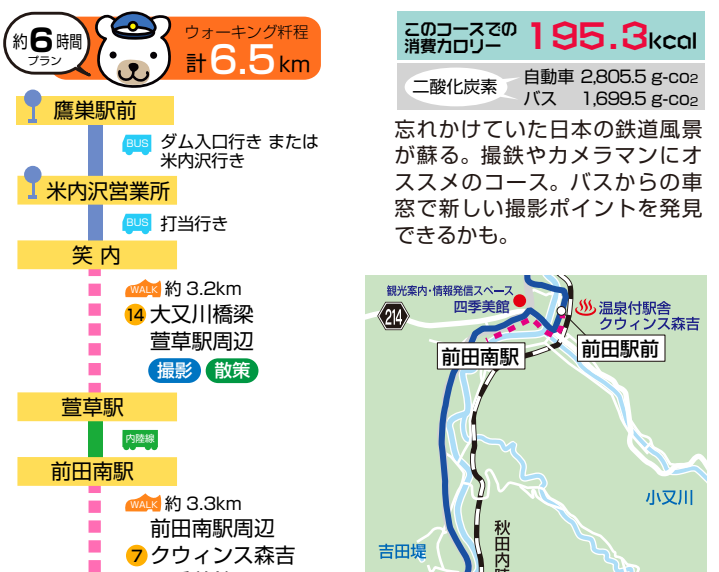 約6時間
プラン
ウォーキング粁程
計6.5km
鷹巣駅前
BUS ダム入口行き または
米内沢行き
米内沢営業所
BUS 打当行き
笑内
WALK 約3.2km
14 大又川橋梁
萱草駅周辺
撮影 散策
萱草駅
内陸線
前田南駅
WALK 約3.3km
前田南駅周辺
7 クウィンス森吉
このコースでの
消費カロリー 195.3kcal
二酸化炭素
自動車 2,805.5 g-co2
バス 1,699.5 g-co2
忘れかけていた日本の鉄道風景
が蘇る。撮鉄やカメラマンにオ
ススメのコース。バスからの車
窓で新しい撮影ポイントを発見
できるかも。
観光案内・情報発信スペース
四季美館
214
温泉付駅舎
クウィンス森吉
前田南駅
前田駅前
小又川
吉田堤
秋田内陸